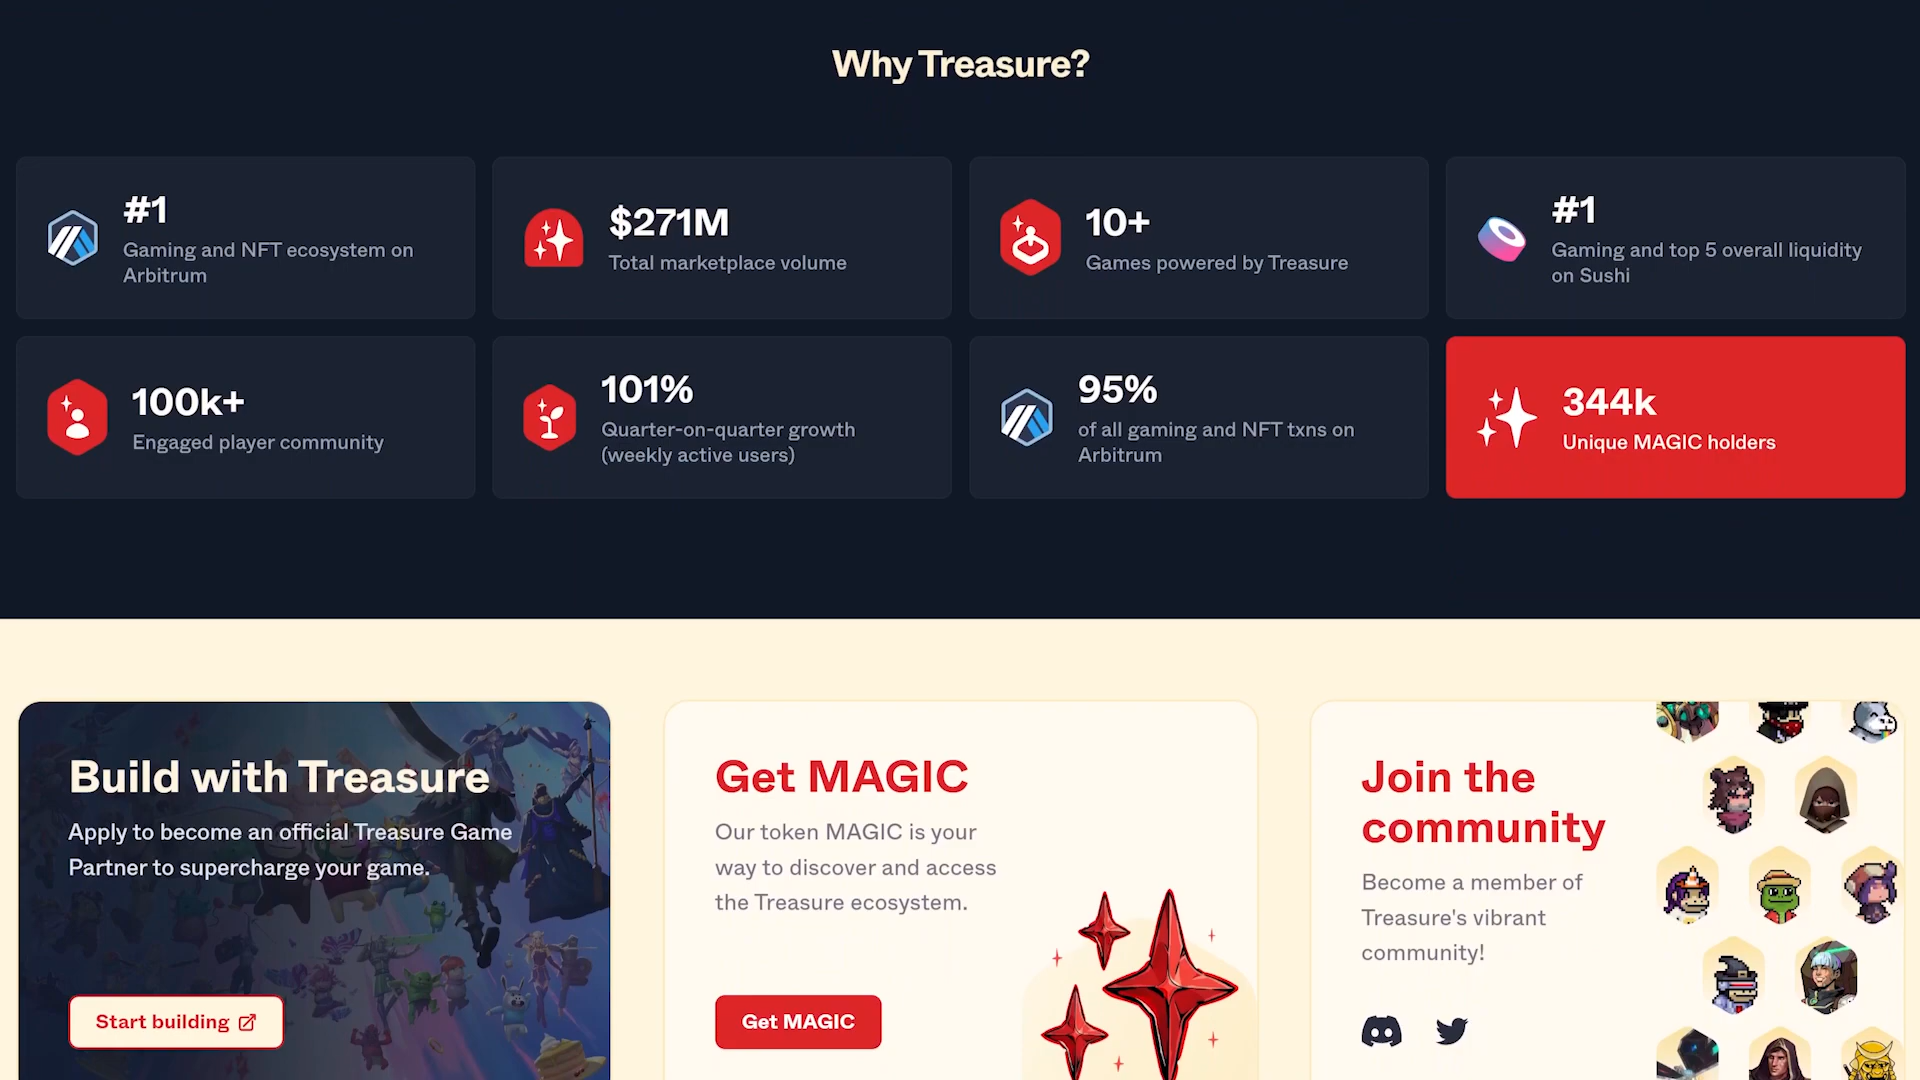 Why Treasure?
#1
Gaming and NFT ecosystem on
Arbitrum
$271M
Total marketplace volume
10+
Games powered by Treasure
#1
Gaming and top 5 overall liquidity
on Sushi
100k+
Engaged player community
101%
Quarter-on-quarter growth
(weekly active users)
95%
of all gaming and NFT txns on
Arbitrum
344k
Unique MAGIC holders
Build with Treasure
Apply to become an official Treasure Game
Partner to supercharge your game.
Start building
Get MAGIC
Our token MAGIC is your
way to discover and access
the Treasure ecosystem.
Get MAGIC
Join the
community
Become a member of
Treasure's vibrant
community!